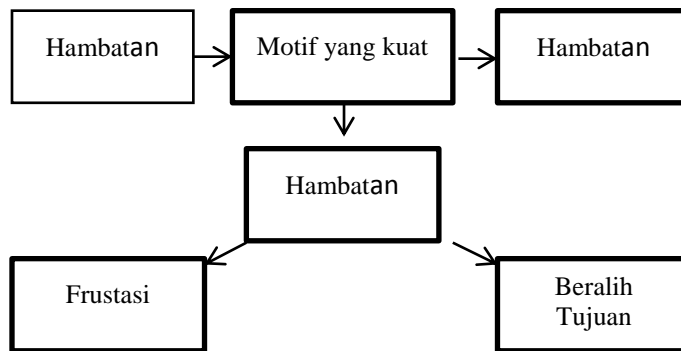 Hambatan
Motif yang kuat
Hambatan
Hambatan
Frustasi
Beralih
Tujuan